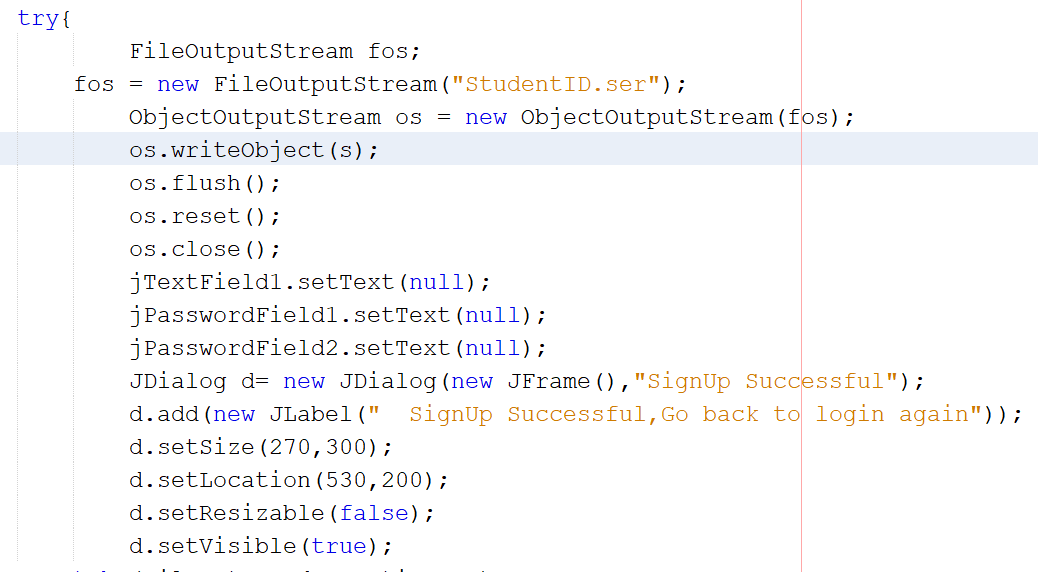 try{
FileOutputStream fos;
fos = new FileOutputStream("StudentID.ser");
ObjectOutputStream os = new ObjectOutputStream(fos);
os.writeObject(s);
os.flush();
os.reset();
os.close();
jTextField1.setText(null);
jPasswordField1.setText(null);
jPasswordField2.setText(null);
JDialog d= new JDialog(new JFrame(),"SignUp Successful");
d.add(new JLabel("  SignUp Successful,Go back to login again"));
d.setSize(270,300);
d.setLocation(530,200);
d.setResizable(false);
d.setVisible(true);